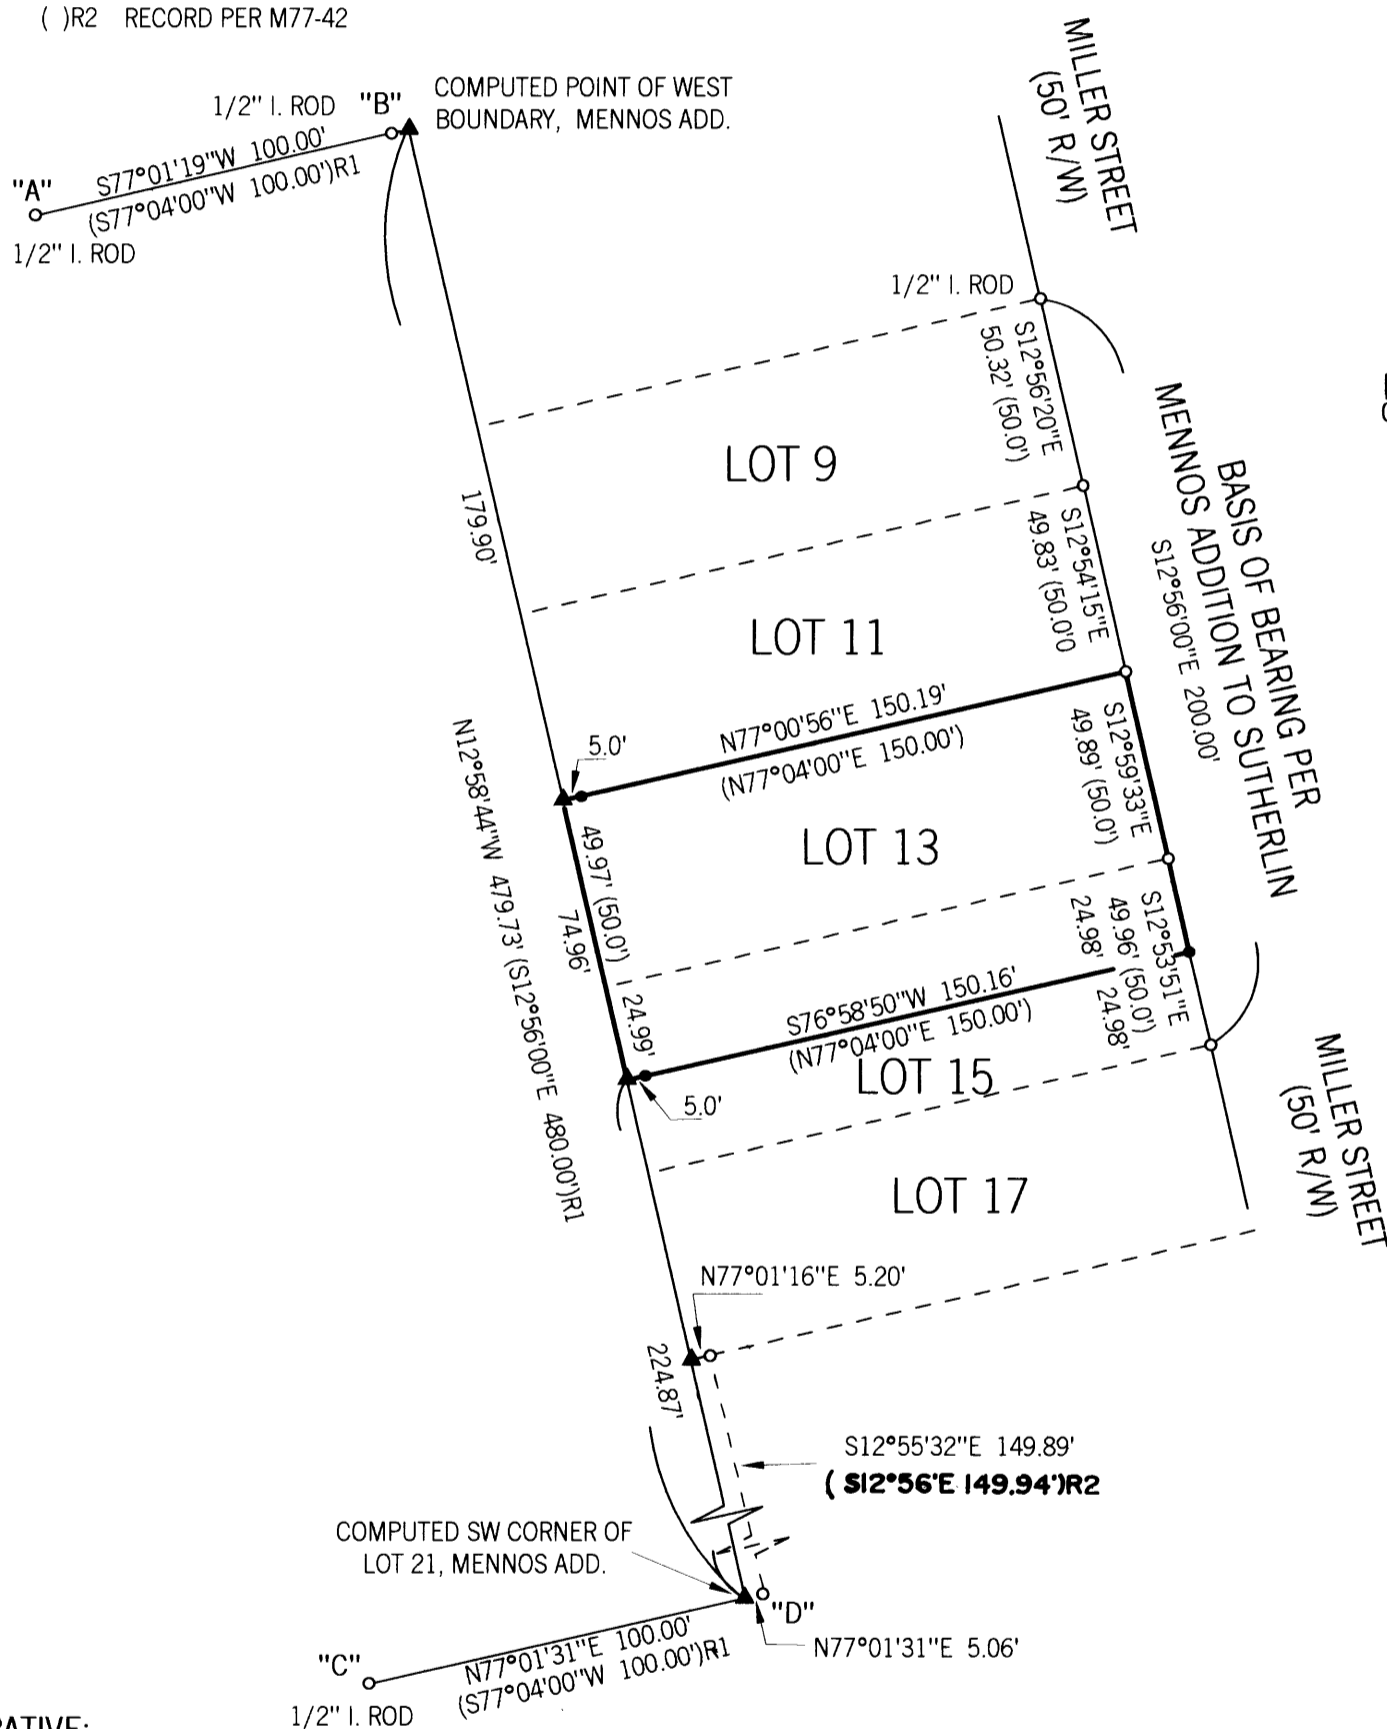 ( )R2 RECORD PER M77-42
COMPUTED POINT OF WEST
BOUNDARY, MENNOS ADD.
1/2" I. ROD "B"
S77°01'19"W 100.00'
(S77°04'00"W 100.00')R1
"A"
1/2" I. ROD
MILLER STREET
(50' R/W)
1/2" I. ROD
S12°56'20"E
50.32' (50.0')
LOT 9
179.90'
S12°54'15"E
49.83' (50.0'0
LOT 11
BASIS OF BEARING PER
MENNOS ADDITION TO SUTHERLIN
S12°56'00"E 200.00'
N77°00'56"E 150.19'
(N77°04'00"E 150.00')
5.0'
S12°59'33"E
49.89' (50.0')
LOT 13
49.97' (50.0')
74.96'
24.99'
N12°58'44"W 479.73' (S12°56'00"E 480.00')R1
S12°53'51"E
49.96' (50.0')
24.98'
24.98'
S76°58'50"W 150.16'
(N77°04'00"E 150.00')
LOT 15
5.0'
MILLER STREET
(50' R/W)
LOT 17
N77°01'16"E 5.20'
224.87'
S12°55'32"E 149.89'
( S12°56'E 149.94')R2
COMPUTED SW CORNER OF
LOT 21, MENNOS ADD.
"D"
N77°01'31"E 5.06'
"C"
N77°01'31"E 100.00'
(S77°04'00"W 100.00')R1
1/2" I. ROD